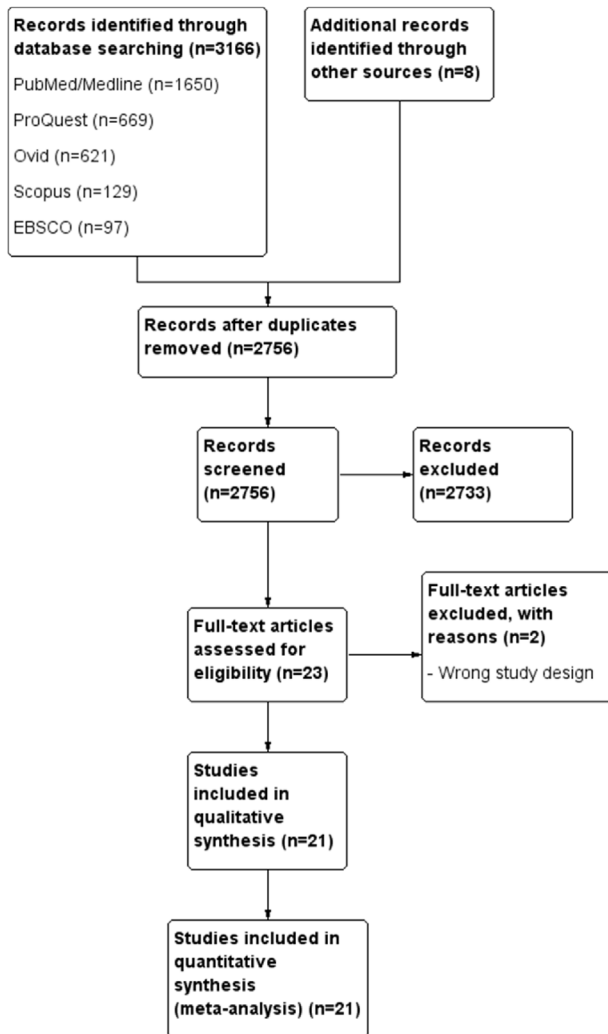 Records identified through
database searching (n=3166)
PubMed/Medline (n=1650)
ProQuest (n=669)
Ovid (n=621)
Scopus (n=129)
EBSCO (n=97)
Additional records
identified through
other sources (n=8)
Records after duplicates
removed (n=2756)
Records
screened
(n=2756)
Records
excluded
(n=2733)
Full-text articles
assessed for
eligibility (n=23)
Full-text articles
excluded, with
reasons (n=2)
- Wrong study design
Studies
included in
qualitative
synthesis (n=21)
Studies included in
quantitative
synthesis
(meta-analysis) (n=21)